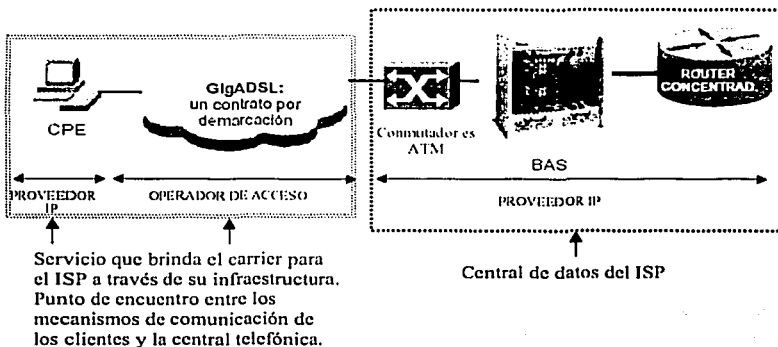 GigADSL:
un contrato por
demarcación
CPE
Conmutadores
ATM
BAS
ROUTER
CONCENTRAD.
PROVEEDOR
IP
OPERADOR DE ACCESO
PROVEEDOR IP
Servicio que brinda el carrier para
el ISP a través de su infraestructura.
Punto de encuentro entre los
mecanismos de comunicación de
los clientes y la central telefónica.
Central de datos del ISP